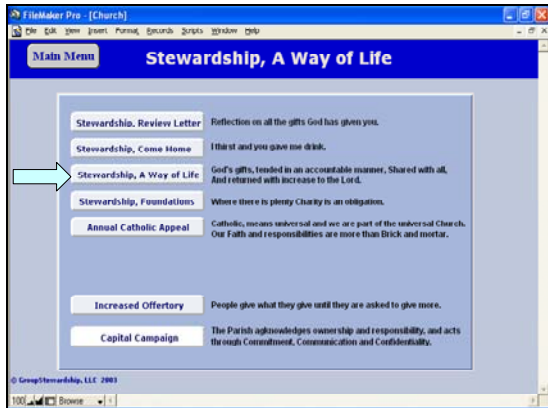 FileMaker Pro - [Church]
File Edit View Insert Format Records Scripts Window Help
Main Menu
Stewardship, A Way of Life
Stewardship. Review Letter
Reflection on all the gifts God has given you.
Stewardship, Come Home
I thirst and you gave me drink.
Stewardship, A Way of Life
God's gifts, tended in an accountable manner, Shared with all,
And returned with increase to the Lord.
Stewardship, Foundations
Where there is plenty Charity is an obligation.
Annual Catholic Appeal
Catholic, means universal and we are part of the universal Church.
Our Faith and responsibilities are more than Brick and mortar.
Increased Offertory
People give what they give until they are asked to give more.
Capital Campaign
The Parish agknowledges ownership and responsibility, and acts
through Commitment, Communication and Confidentiality.
© GroupStewardship, LLC 2003
100 Browse